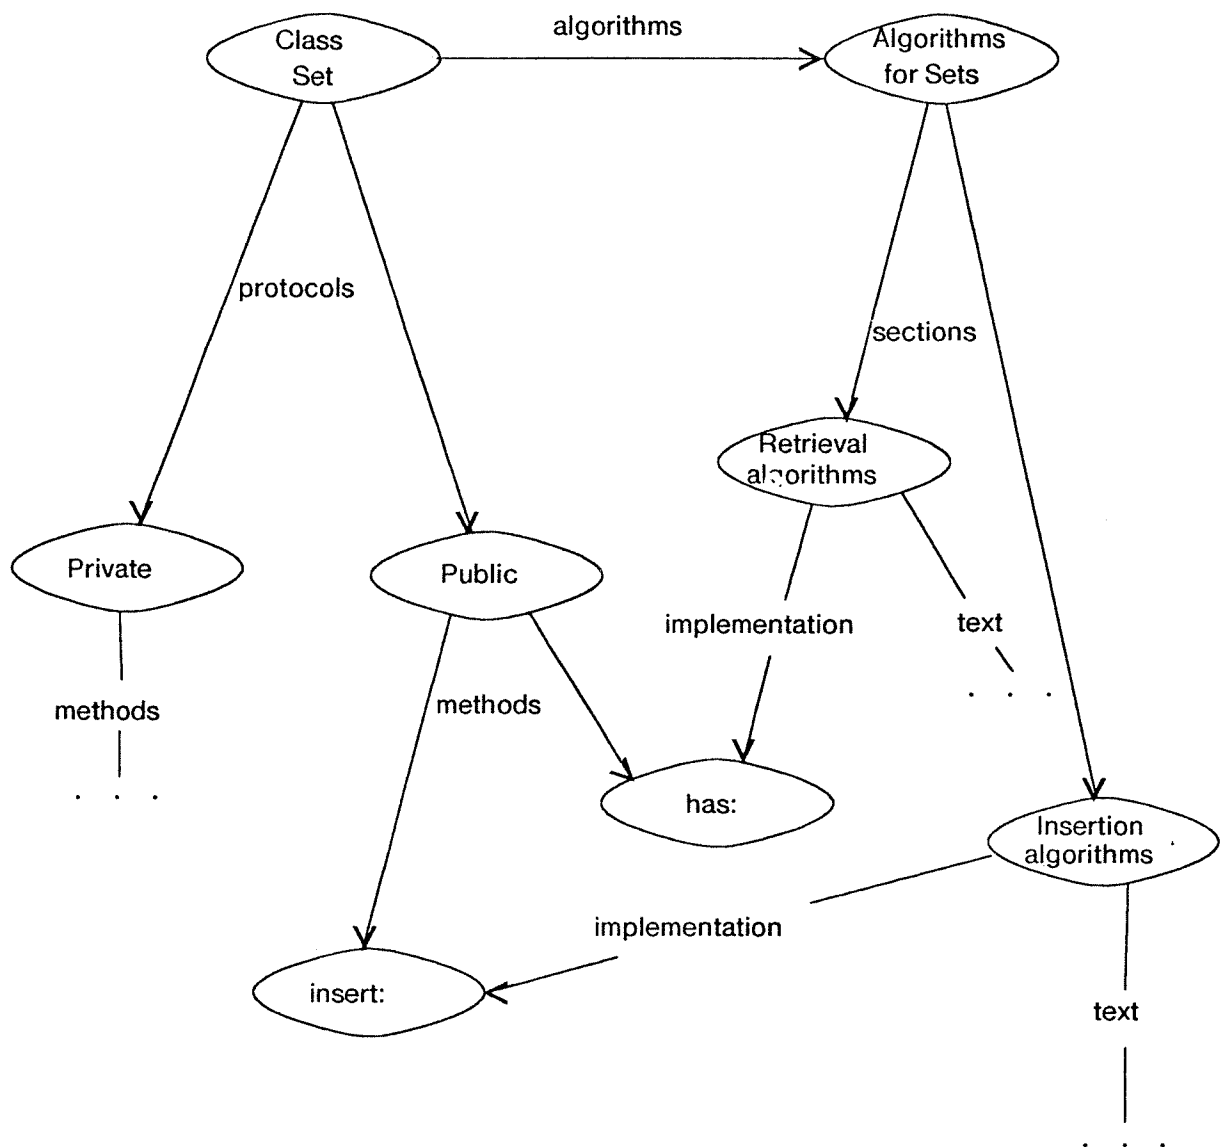 algorithms
Class
Set
Algorithms
for Sets
protocols
sections
Retrieval
algorithms
Private
Public
implementation
text
. . .
methods
methods
. . .
has:
Insertion
algorithms
implementation
insert:
text
. . .